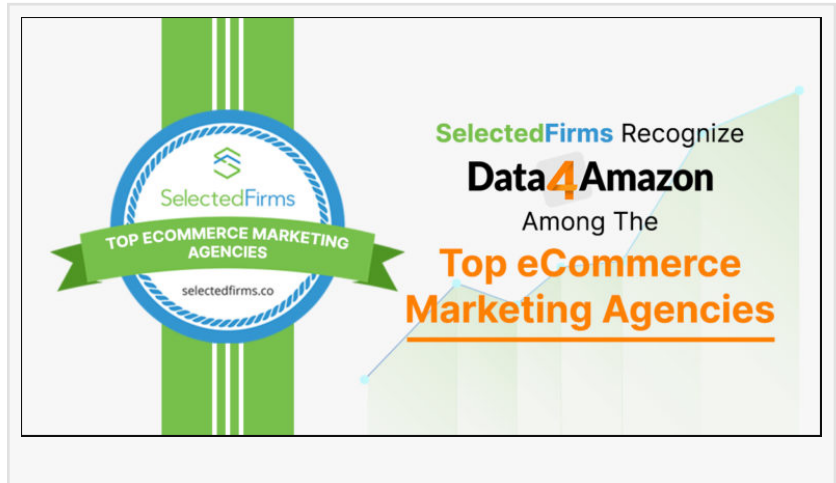 SelectedFirms
TOP ECOMMERCE MARKETING
AGENCIES
selectedfirms.co
SelectedFirms Recognize
Data4Amazon
Among The
Top eCommerce
Marketing Agencies